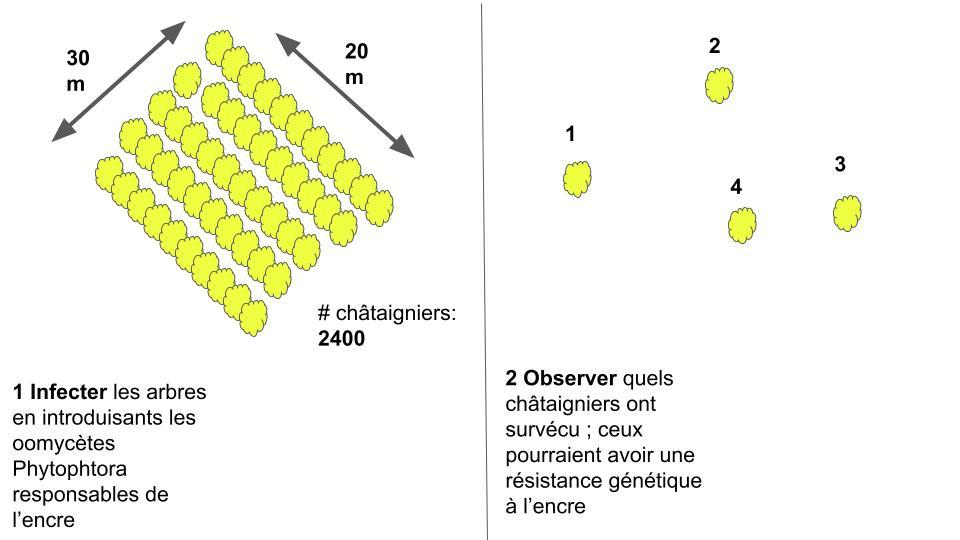 30
m
20
m
# châtaigniers:
2400
1 Infecter les arbres
en introduisants les
oomycètes
Phytophtora
responsables de
l'encre
2
1
3
4
2 Observer quels
châtaigniers ont
survécu ; ceux
pourraient avoir une
résistance génétique
à l'encre